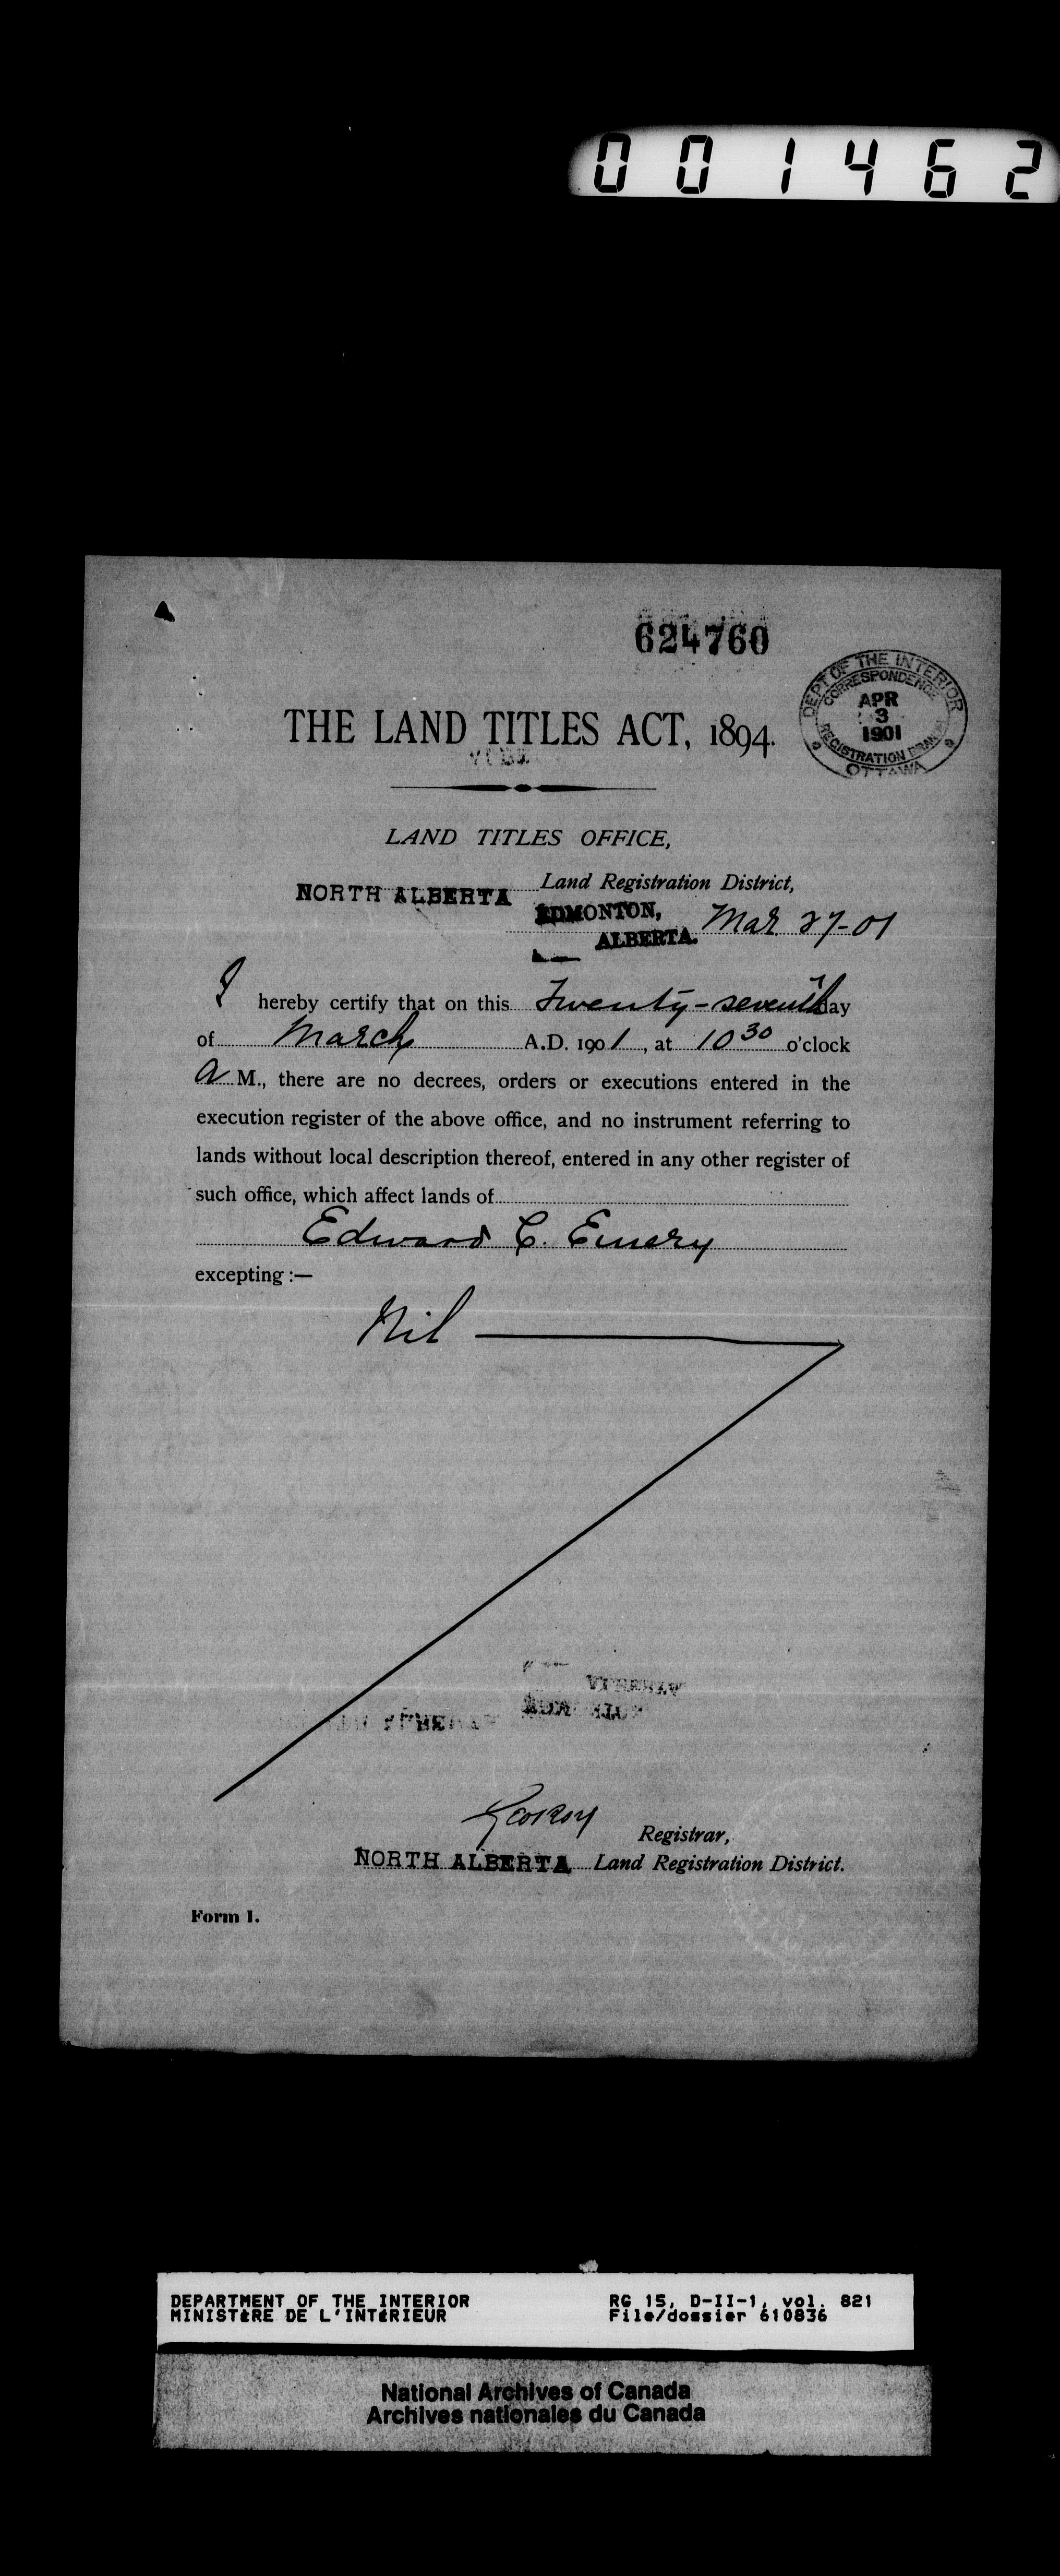 001462
624760
DEPT OF THE INTERIOR
CORRESPONDENCE
APR
3
1901
REGISTRATION BRANCH
OTTAWA
THE LAND TITLES ACT, 1894.
LAND TITLES OFFICE,
NORTH ALBERTA Land Registration District,
EDMONTON,
ALBERTA. Mar 27-01
I hereby certify that on this Twenty-seventh day
of March A.D. 1901, at 10 30 o'clock
A M., there are no decrees, orders or executions entered in the
execution register of the above office, and no instrument referring to
lands without local description thereof, entered in any other register of
such office, which affect lands of
Edward C. Emery
excepting :—
Nil
Registrar,
NORTH ALBERTA Land Registration District.
Form I.
DEPARTMENT OF THE INTERIOR RG 15, D-II-1, vol. 821
MINISTÈRE DE L'INTÉRIEUR File/dossier 610836
National Archives of Canada
Archives nationales du Canada